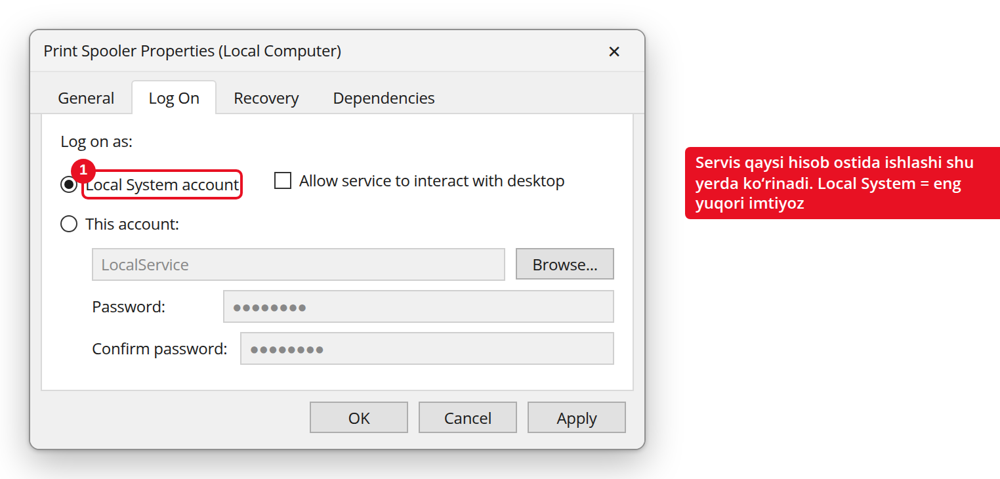 Print Spooler Properties (Local Computer)
General Log On Recovery Dependencies
Log on as:
1
Local System account Allow service to interact with desktop
This account:
LocalService Browse...
Password: ●●●●●●●●
Confirm password: ●●●●●●●●
OK Cancel Apply
Servis qaysi hisob ostida ishlashi shu
yerda ko‘rinadi. Local System = eng
yuqori imtiyoz